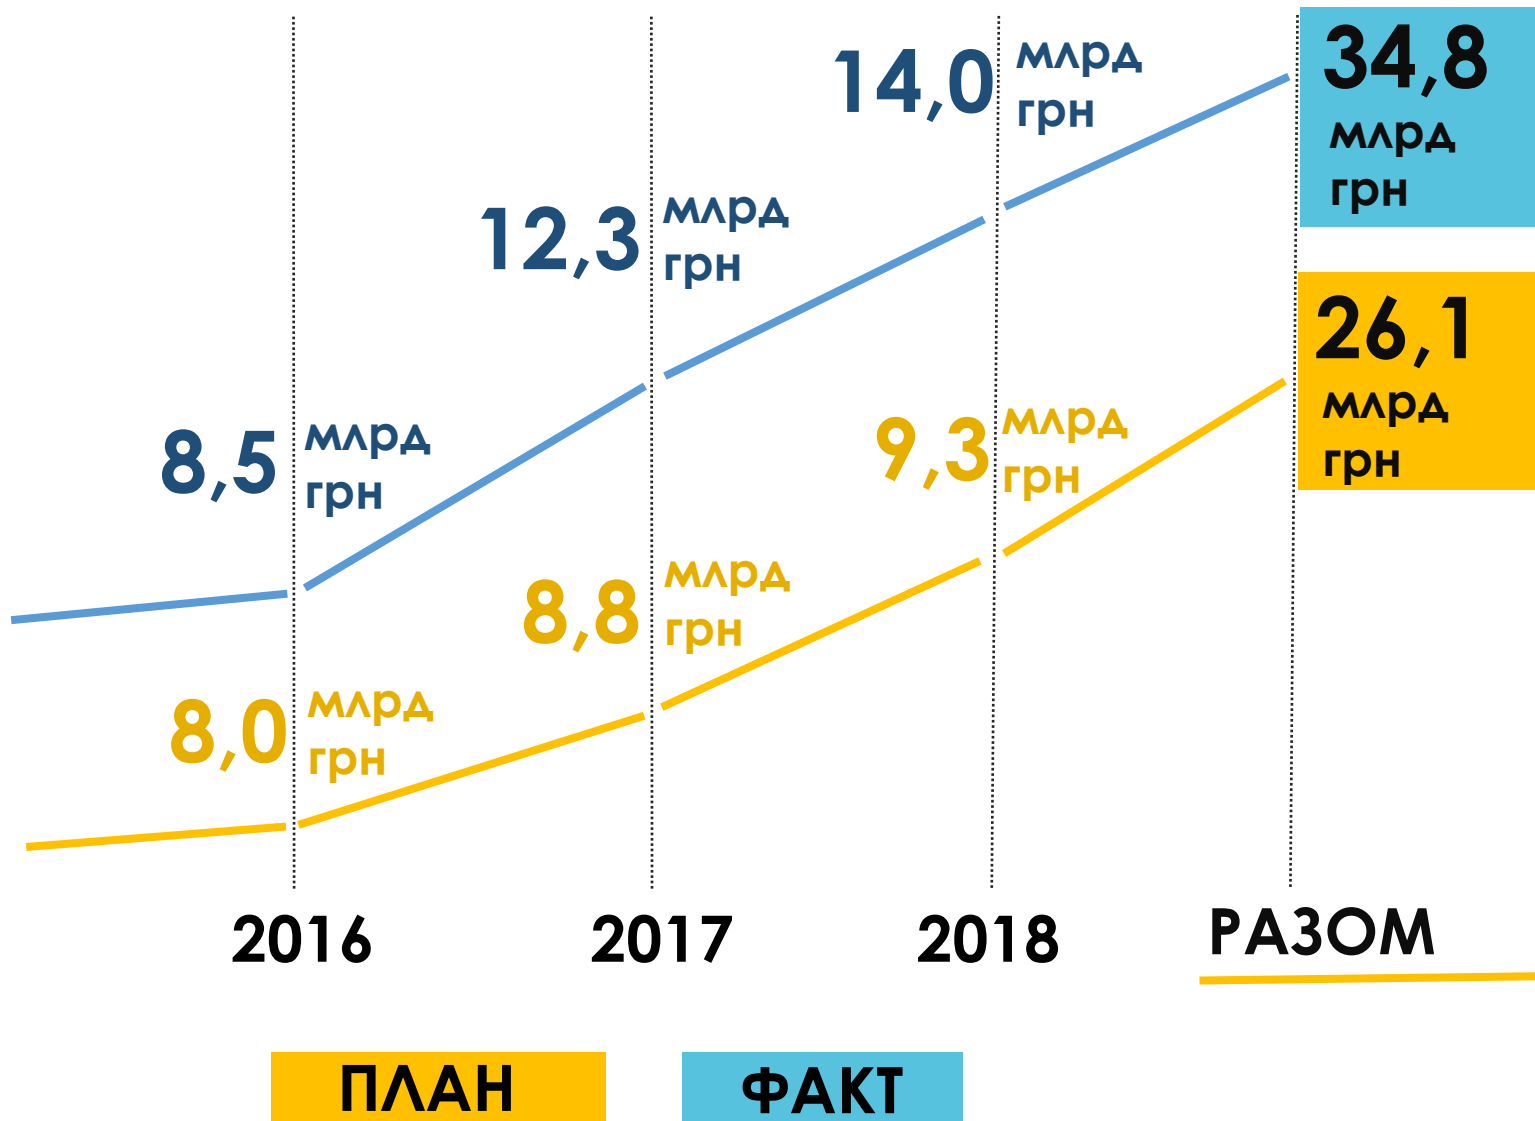 14,0 млрд
грн
34,8
млрд
грн
12,3 млрд
грн
26,1
млрд
грн
8,5 млрд
грн
9,3 млрд
грн
8,8 млрд
грн
8,0 млрд
грн
2016 2017 2018 РАЗОМ
ПЛАН ФАКТ